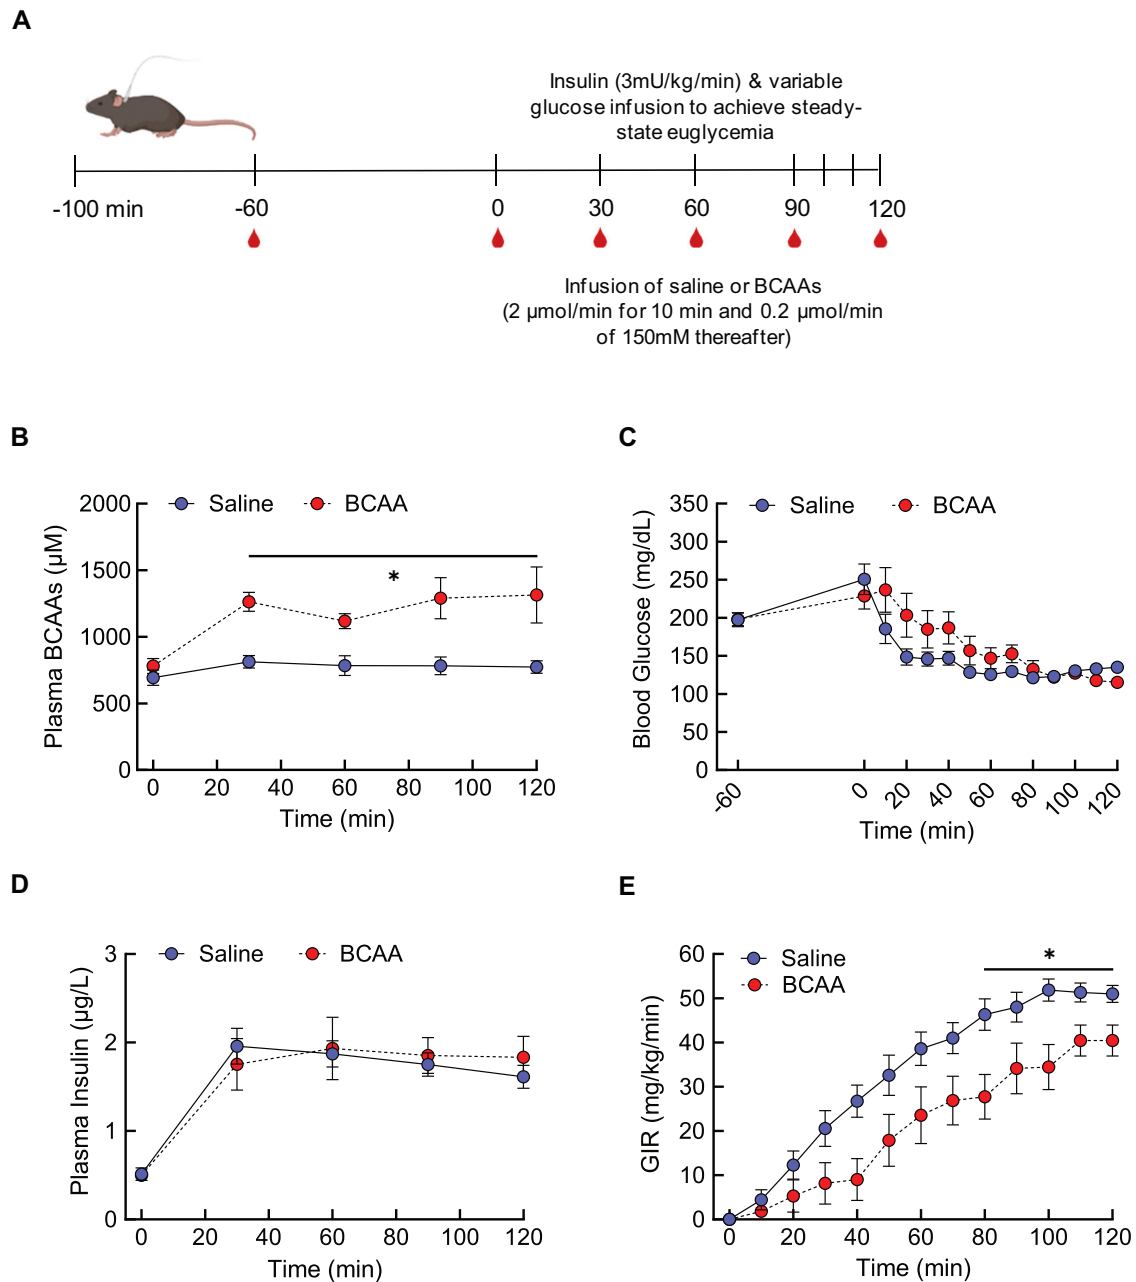 A
Insulin (3mU/kg/min) & variable
glucose infusion to achieve steady-
state euglycemia
-100 min
-60
0
30
60
90
120
Infusion of saline or BCAAs
(2 µmol/min for 10 min and 0.2 µmol/min
of 150mM thereafter)
B
Saline
BCAA
2000
1500
1000
500
0
*
Plasma BCAAs (µM)
0 20 40 60 80 100 120
Time (min)
C
Saline
BCAA
350
300
250
200
150
100
50
0
Blood Glucose (mg/dL)
-60 0 20 40 60 80 100 120
Time (min)
D
Saline
BCAA
3
2
1
0
Plasma Insulin (µg/L)
0 20 40 60 80 100 120
Time (min)
E
Saline
BCAA
*
60
50
40
30
20
10
0
GIR (mg/kg/min)
0 20 40 60 80 100 120
Time (min)